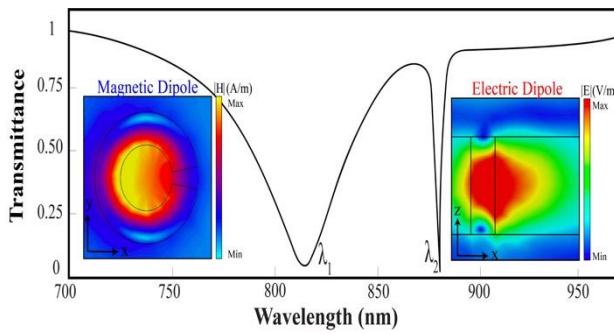 1
0.75
0.50
0.25
0
Transmittance
Magnetic Dipole
|H|(A/m)
Max
Min
y
x
λ1
λ2
Electric Dipole
|E|(V/m
Max
Min
z
x
700
750
800
850
900
950
Wavelength (nm)